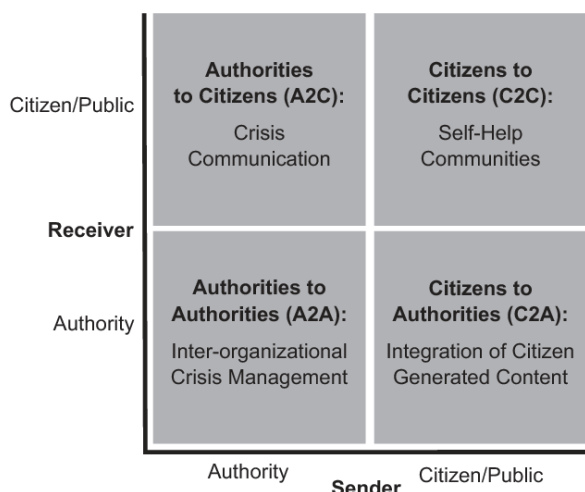 Authorities
to Citizens (A2C):
Crisis
Communication
Citizens to
Citizens (C2C):
Self-Help
Communities
Citizen/Public
Receiver
Authorities to
Authorities (A2A):
Inter-organizational
Crisis Management
Citizens to
Authorities (C2A):
Integration of Citizen
Generated Content
Authority
Authority
Sender
Citizen/Public